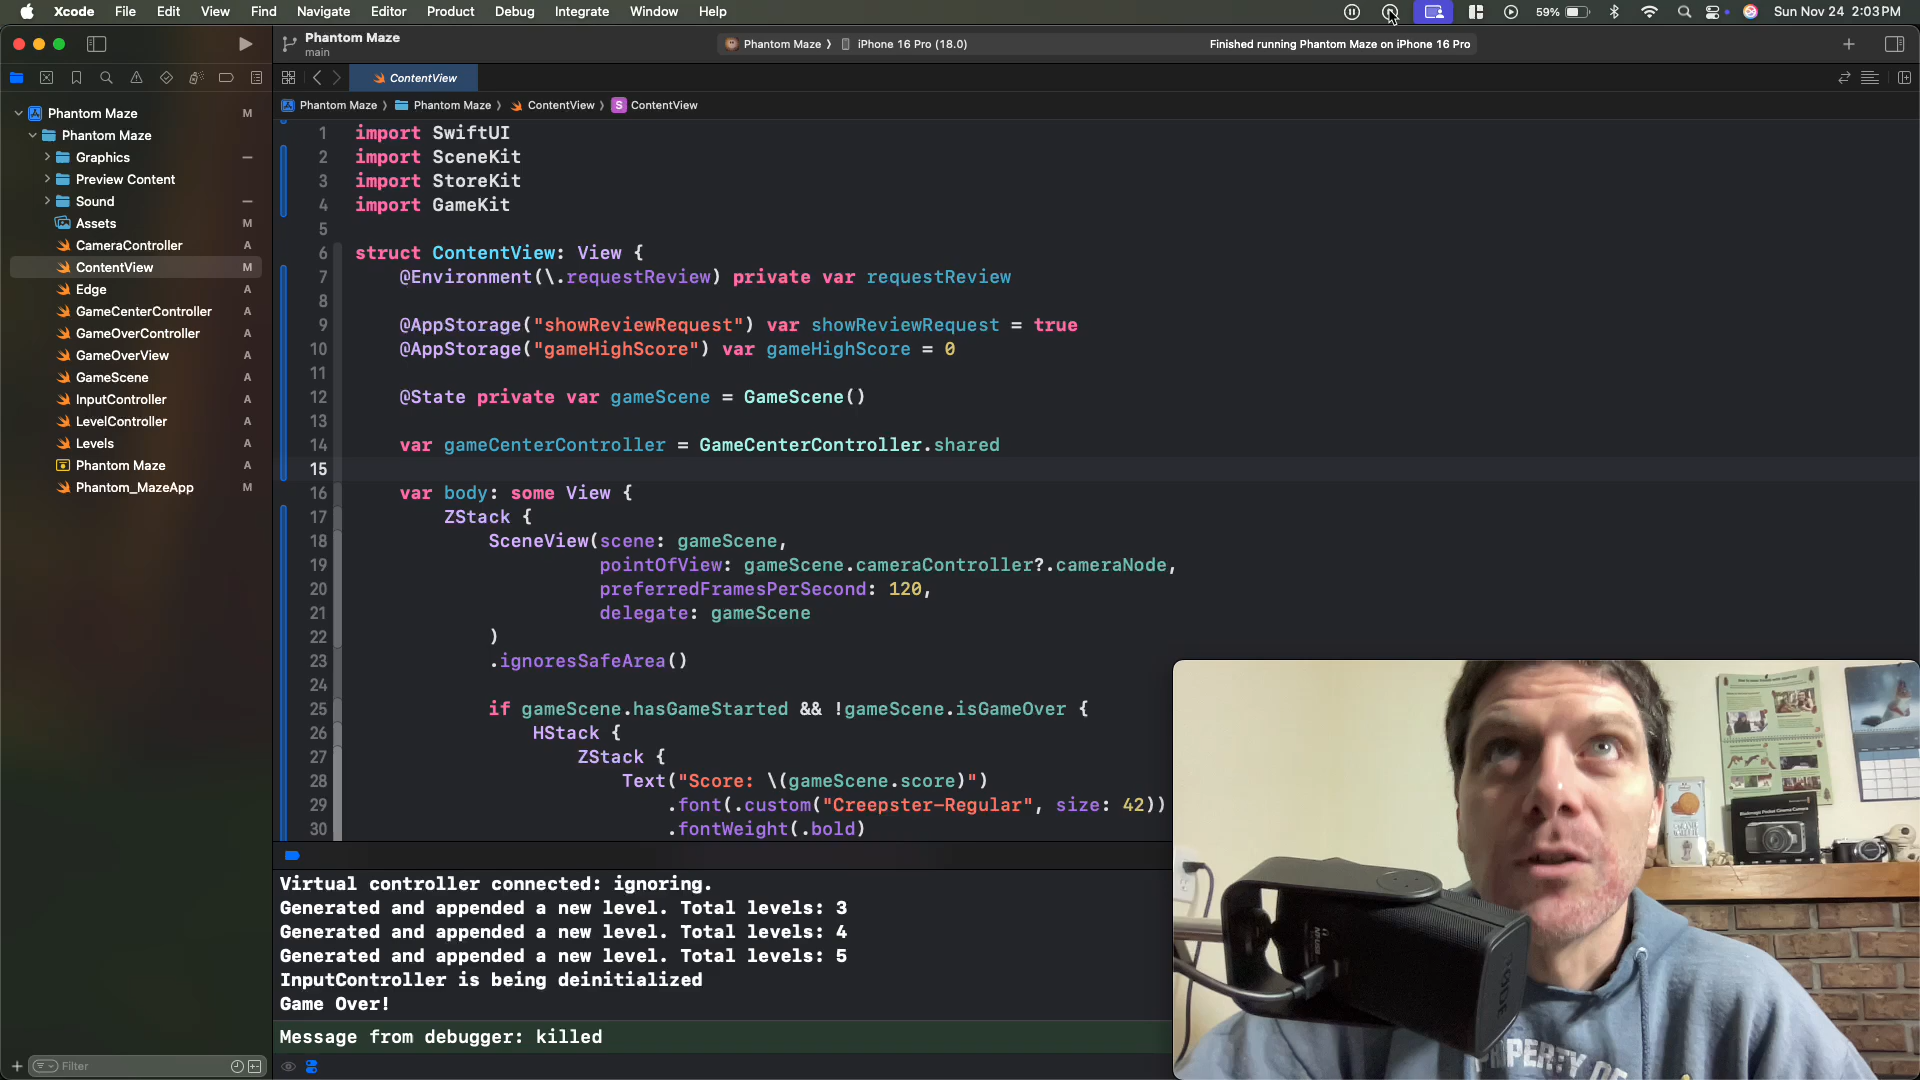 Xcode File Edit View Find Navigate Editor Product Debug Integrate Window Help
59% Sun Nov 24 2:03 PM
Phantom Maze
main
Phantom Maze iPhone 16 Pro (18.0)
Finished running Phantom Maze on iPhone 16 Pro
ContentView
Phantom Maze Phantom Maze ContentView S ContentView
Phantom Maze M
Phantom Maze
Graphics
Preview Content
Sound
Assets M
CameraController A
ContentView M
Edge A
GameCenterController A
GameOverController A
GameOverView A
GameScene A
InputController A
LevelController A
Levels A
Phantom Maze A
Phantom_MazeApp M
Filter
1 import SwiftUI
2 import SceneKit
3 import StoreKit
4 import GameKit
5
6 struct ContentView: View {
7 @Environment(\.requestReview) private var requestReview
8
9 @AppStorage("showReviewRequest") var showReviewRequest = true
10 @AppStorage("gameHighScore") var gameHighScore = 0
11
12 @State private var gameScene = GameScene()
13
14 var gameCenterController = GameCenterController.shared
15
16 var body: some View {
17 ZStack {
18 SceneView(scene: gameScene,
19 pointOfView: gameScene.cameraController?.cameraNode,
20 preferredFramesPerSecond: 120,
21 delegate: gameScene
22 )
23 .ignoresSafeArea()
24
25 if gameScene.hasGameStarted && !gameScene.isGameOver {
26 HStack {
27 ZStack {
28 Text("Score: \(gameScene.score)")
29 .font(.custom("Creepster-Regular", size: 42))
30 .fontWeight(.bold)
Virtual controller connected: ignoring.
Generated and appended a new level. Total levels: 3
Generated and appended a new level. Total levels: 4
Generated and appended a new level. Total levels: 5
InputController is being deinitialized
Game Over!
Message from debugger: killed
RODE
PROPERTY OF